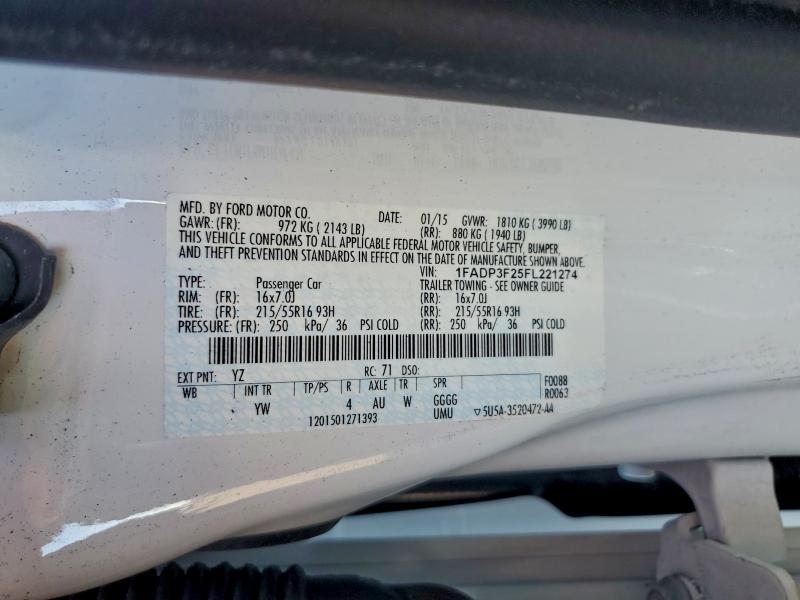 MFD. BY FORD MOTOR CO. DATE: 01/15 GVWR: 1810 KG ( 3990 LB)
GAWR: (FR): 972 KG ( 2143 LB) (RR): 880 KG ( 1940 LB)
THIS VEHICLE CONFORMS TO ALL APPLICABLE FEDERAL MOTOR VEHICLE SAFETY, BUMPER,
AND THEFT PREVENTION STANDARDS IN EFFECT ON THE DATE OF MANUFACTURE SHOWN ABOVE.
VIN: 1FADP3F25FL221274
TYPE: Passenger Car TRAILER TOWING - SEE OWNER GUIDE
RIM: (FR): 16x7.0J (RR): 16x7.0J
TIRE: (FR): 215/55R16 93H (RR): 215/55R16 93H
PRESSURE: (FR): 250 kPa/ 36 PSI COLD (RR): 250 kPa/ 36 PSI COLD
EXT PNT: YZ RC: 71 DSO: F0088
WB INT TR TP/PS R AXLE TR SPR R0063
YW 4 AU W GGGG
1201501271393 UMU ▽5U5A-3520472-AA